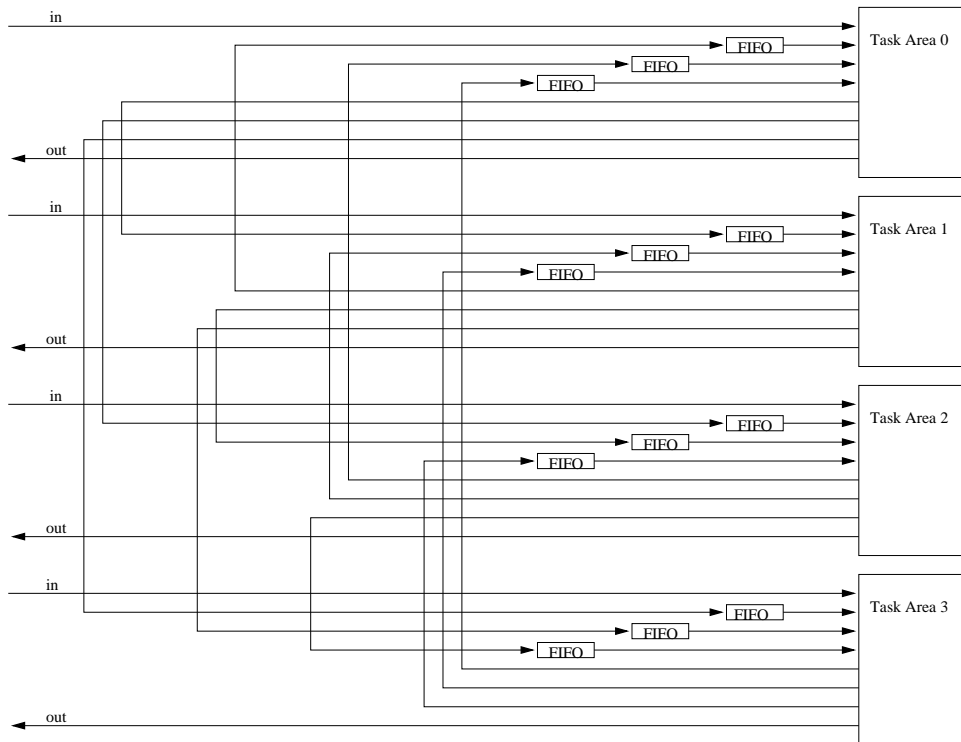 in
Task Area 0
FIFO
FIFO
FIFO
out
in
Task Area 1
FIFO
FIFO
FIFO
out
in
Task Area 2
FIFO
FIFO
FIFO
out
in
Task Area 3
FIFO
FIFO
FIFO
out